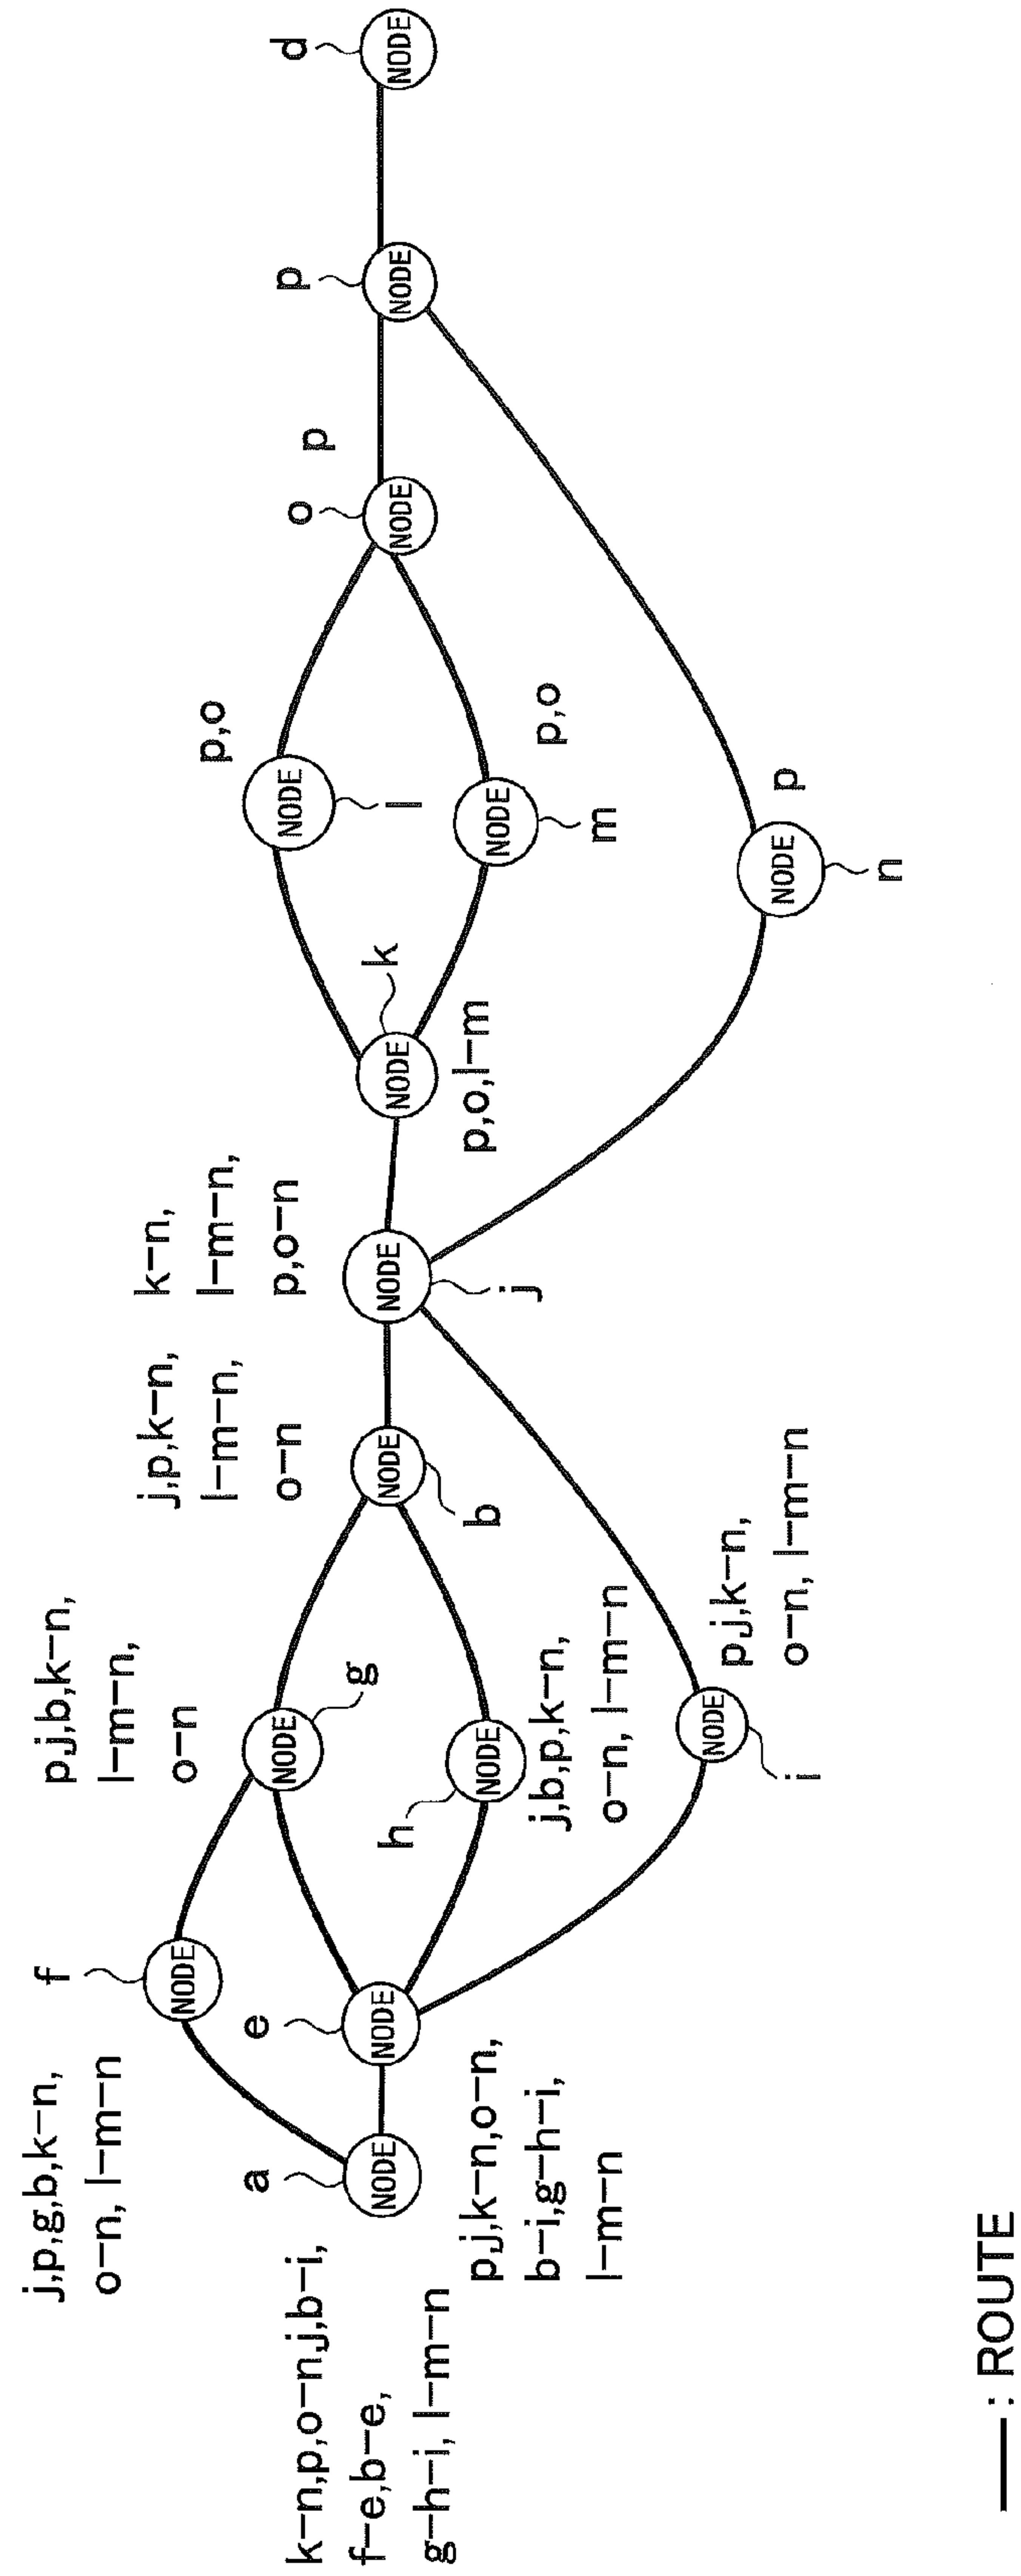 j,p,g,b,k−n,
o−n, l−m−n
f
NODE
k−n,p,o−n,j,b−i,
f−e,b−e,
g−h−i, l−m−n
a
NODE
e
NODE
p,j,k−n,o−n,
b−i,g−h−i,
l−m−n
p,j,b,k−n,
l−m−n,
o−n
NODE
g
h
NODE
j,b,p,k−n,
o−n, l−m−n
NODE
i
p,j,k−n,
o−n, l−m−n
j,p,k−n,
l−m−n,
o−n
NODE
b
k−n,
l−m−n,
p,o−n
NODE
j
k
NODE
p,o,l−m
p,o
NODE
l
NODE
m
p,o
NODE
n
p
o
p
NODE
p
NODE
d
NODE
: ROUTE